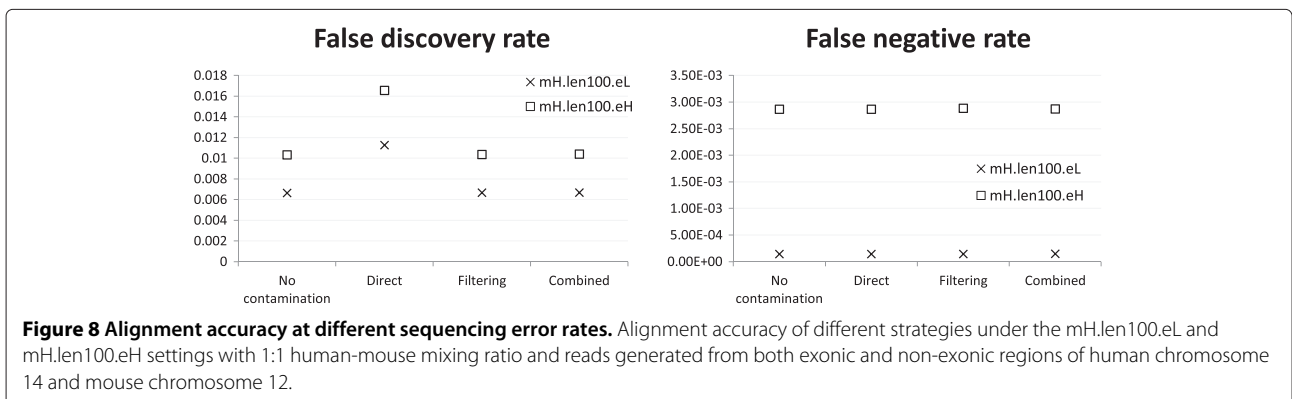 False discovery rate
0.018
0.016
0.014
0.012
0.01
0.008
0.006
0.004
0.002
0
× mH.len100.eL
□ mH.len100.eH
No contamination
Direct
Filtering
Combined
False negative rate
3.50E-03
3.00E-03
2.50E-03
2.00E-03
1.50E-03
1.00E-03
5.00E-04
0.00E+00
× mH.len100.eL
□ mH.len100.eH
No contamination
Direct
Filtering
Combined
Figure 8 Alignment accuracy at different sequencing error rates. Alignment accuracy of different strategies under the mH.len100.eL and
mH.len100.eH settings with 1:1 human-mouse mixing ratio and reads generated from both exonic and non-exonic regions of human chromosome
14 and mouse chromosome 12.